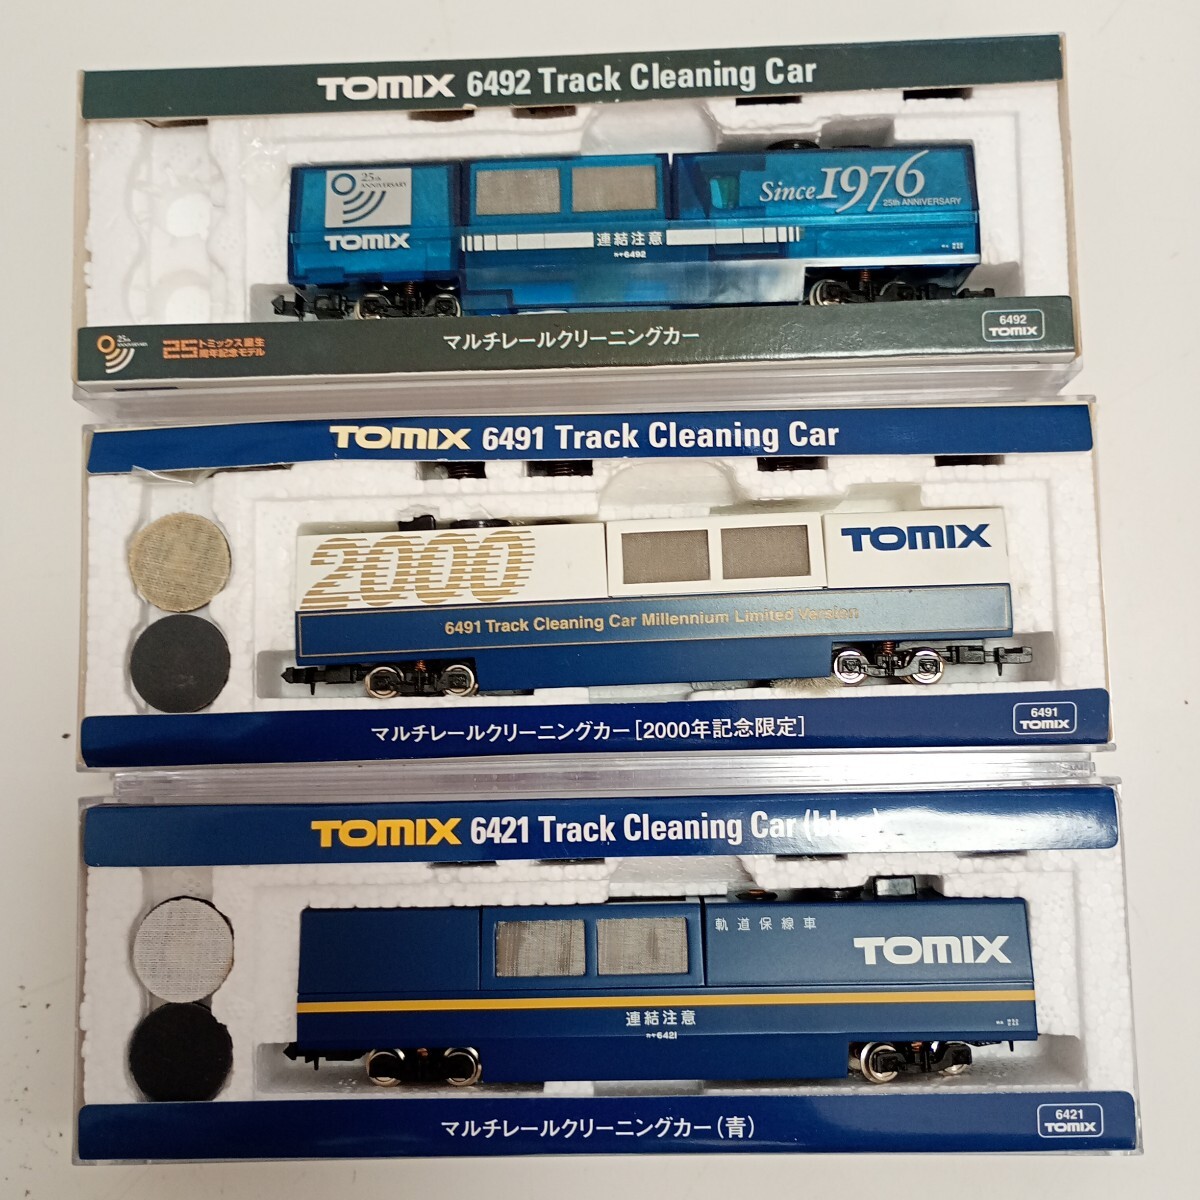 TOMIX 6492 Track Cleaning Car
25th ANNIVERSARY
TOMIX
Since 1976
25th ANNIVERSARY
連結注意
6492
25th ANNIVERSARY
25 トミックス誕生
周年記念モデル
マルチレールクリーニングカー
6492
TOMIX
TOMIX 6491 Track Cleaning Car
2000
TOMIX
6491 Track Cleaning Car Millennium Limited Version
マルチレールクリーニングカー[2000年記念限定]
6491
TOMIX
TOMIX 6421 Track Cleaning Car (blue)
軌道保線車
TOMIX
連結注意
6421
マルチレールクリーニングカー(青)
6421
TOMIX